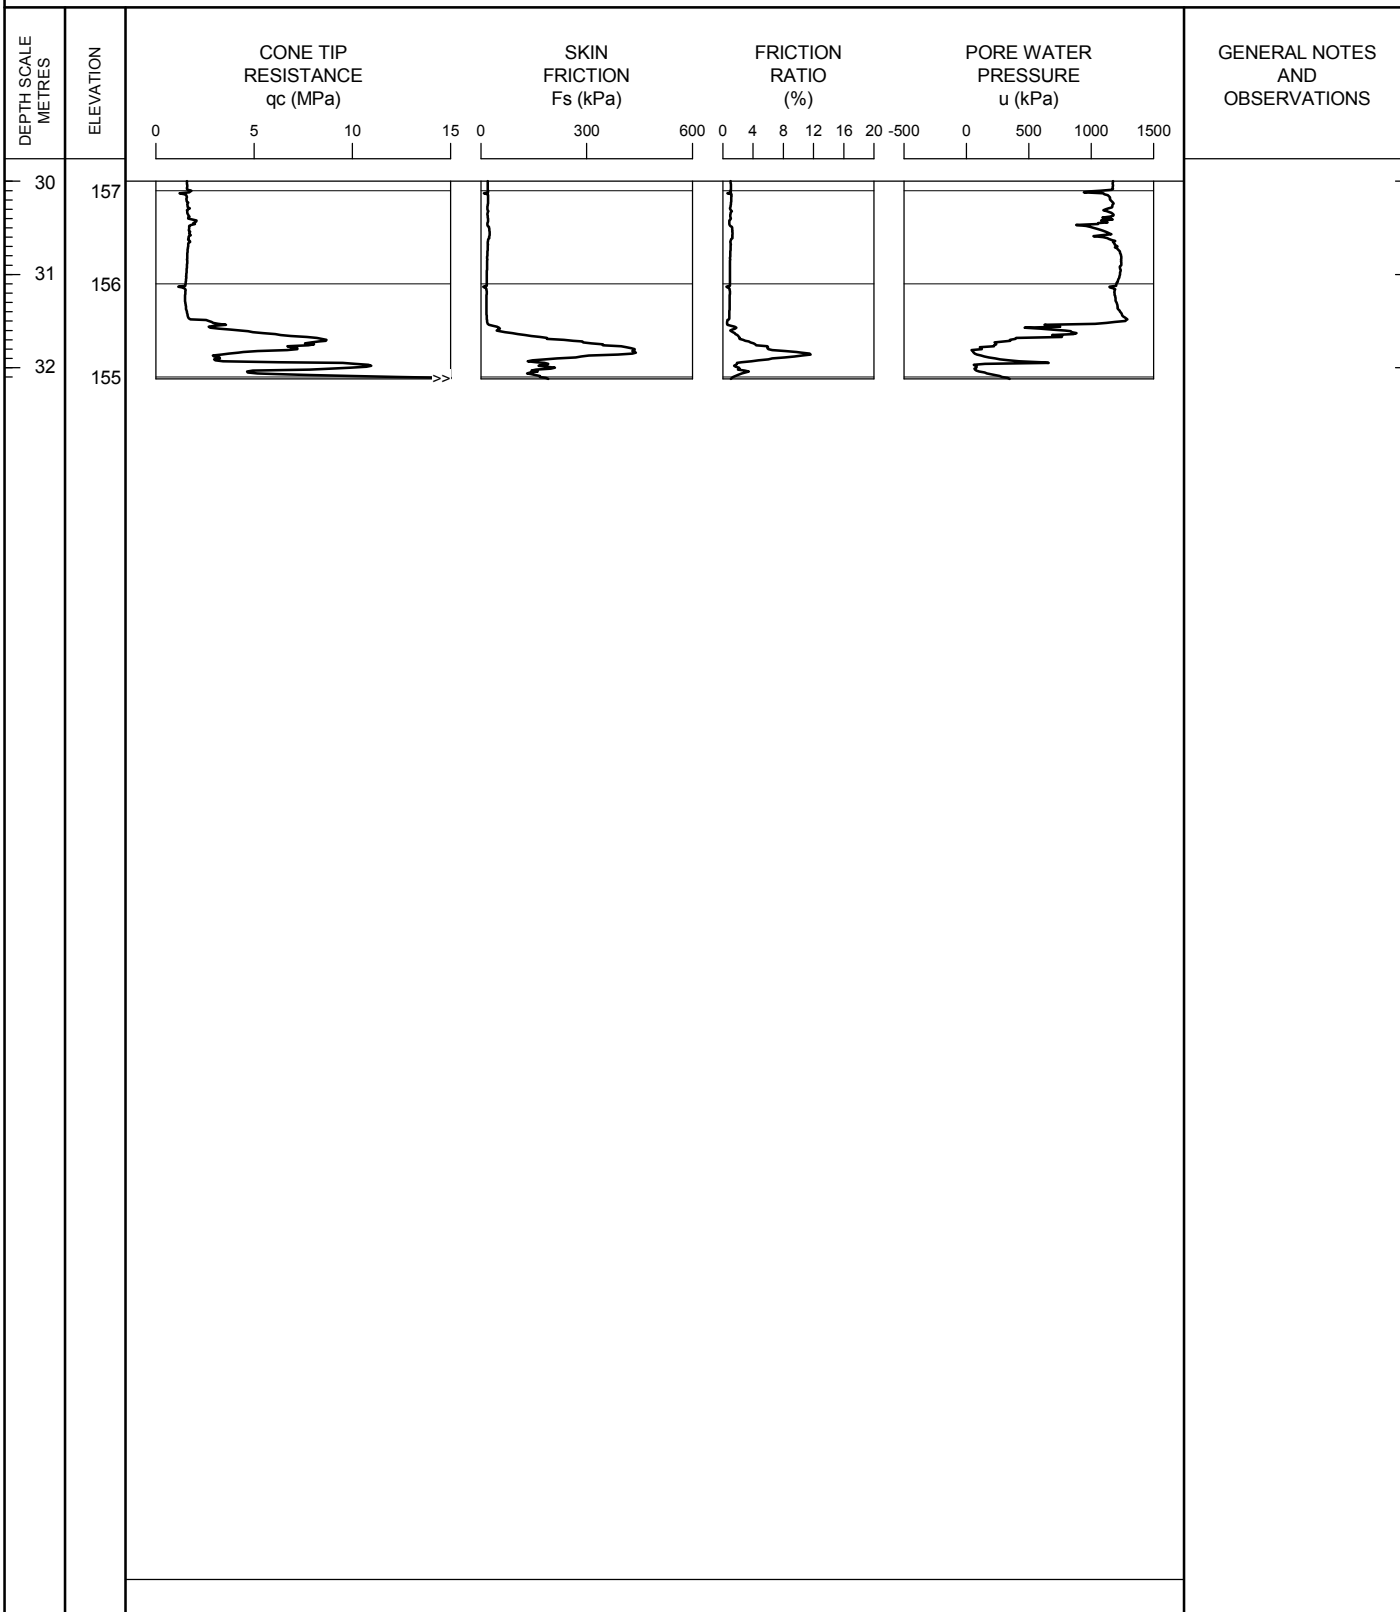 DEPTH SCALE
METRES
ELEVATION
CONE TIP
RESISTANCE
qc (MPa)
SKIN
FRICTION
Fs (kPa)
FRICTION
RATIO
(%)
PORE WATER
PRESSURE
u (kPa)
GENERAL NOTES
AND
OBSERVATIONS
0 5 10 15
0 300 600
0 4 8 12 16 20
-500 0 500 1000 1500
30
157
31
156
32
155
>>